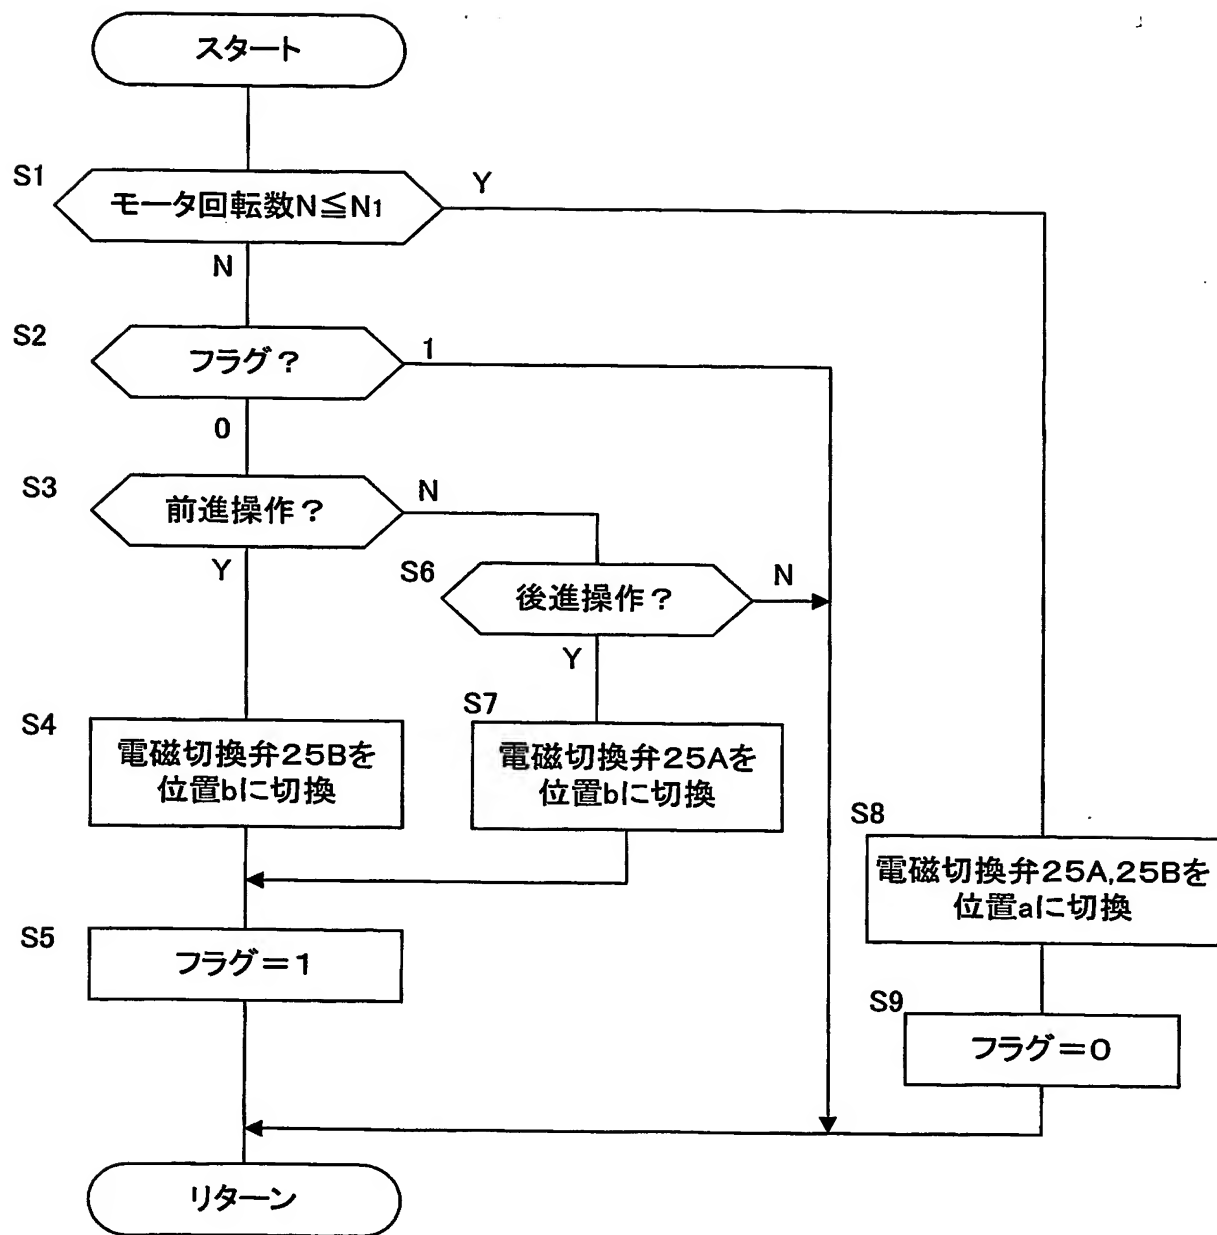 スタート
S1
モータ回転数N≦N1
Y
N
S2
フラグ？
1
0
S3
前進操作？
N
Y
S6
後進操作？
N
Y
S4
電磁切換弁25Bを
位置bに切換
S7
電磁切換弁25Aを
位置bに切換
S8
電磁切換弁25A,25Bを
位置aに切換
S5
フラグ＝1
S9
フラグ＝0
リターン